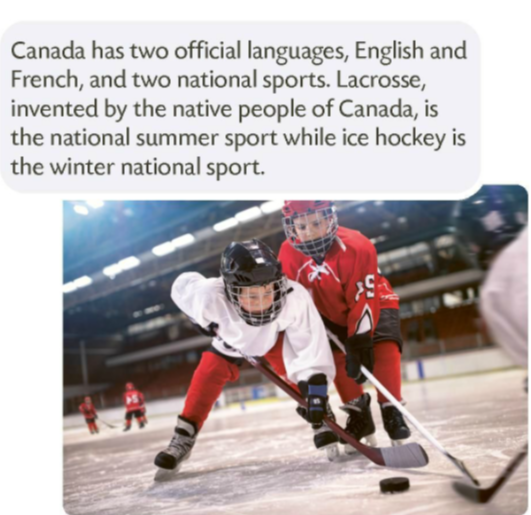 Canada has two official languages, English and
French, and two national sports. Lacrosse,
invented by the native people of Canada, is
the national summer sport while ice hockey is
the winter national sport.